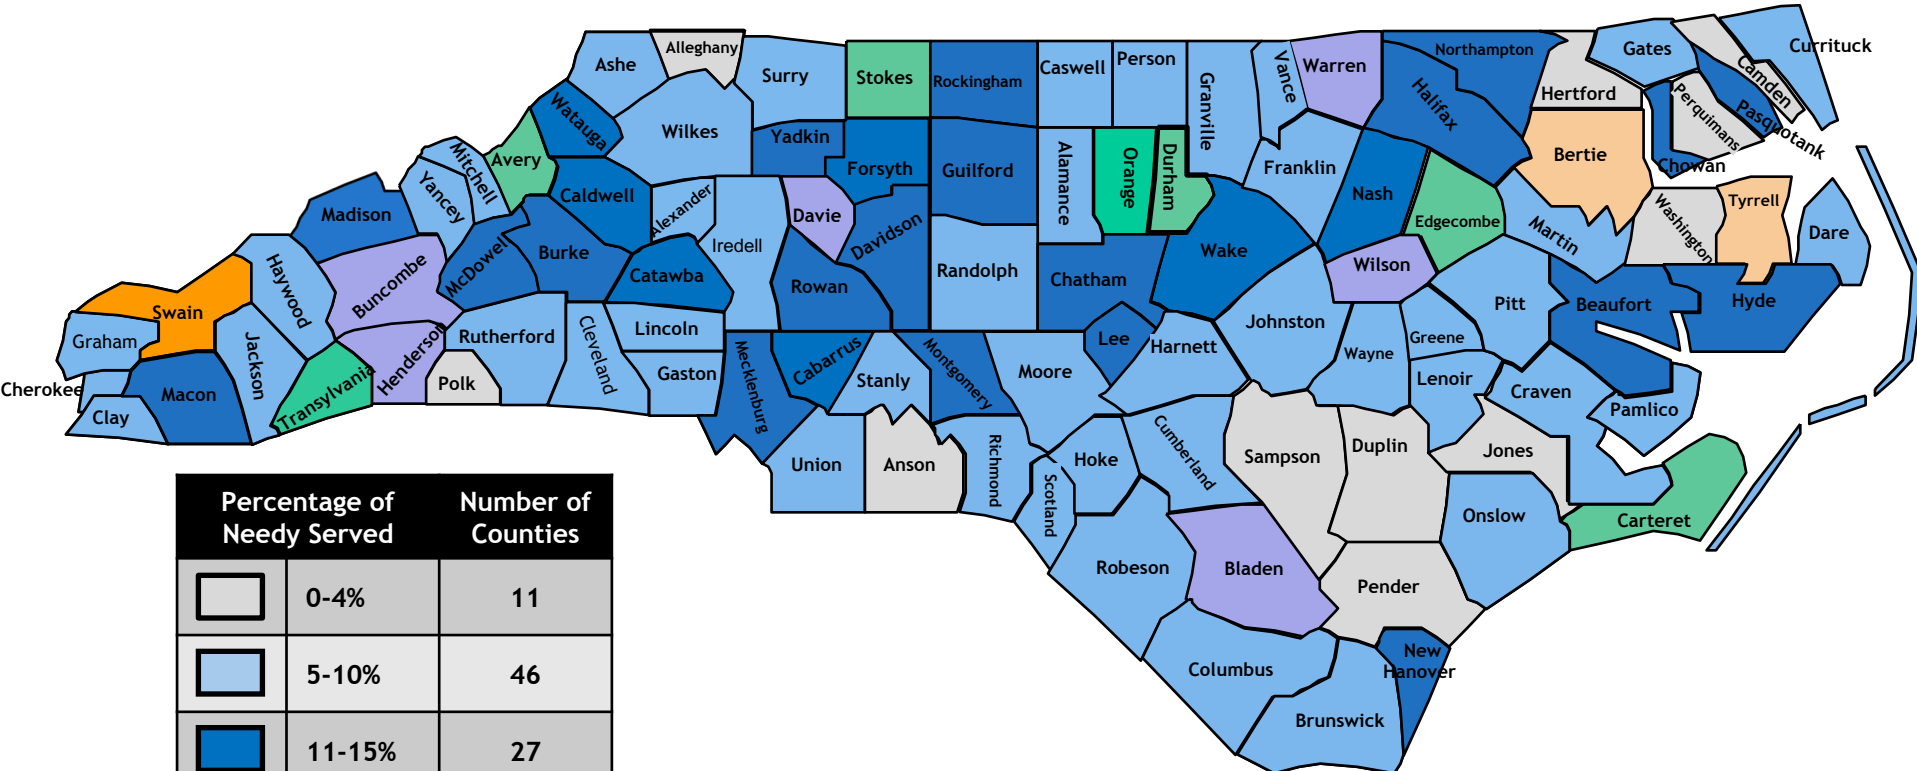 Ashe
Alleghany
Surry
Stokes
Rockingham
Caswell
Person
Granville
Vance
Warren
Northampton
Halifax
Hertford
Gates
Currituck
Camden
Pasquotank
Perquimans
Chowan
Watauga
Wilkes
Yadkin
Forsyth
Guilford
Alamance
Orange
Durham
Franklin
Nash
Bertie
Mitchell
Avery
Caldwell
Alexander
Iredell
Davie
Davidson
Wake
Edgecombe
Martin
Washington
Tyrrell
Dare
Madison
Yancey
McDowel
Burke
Catawba
Rowan
Randolph
Chatham
Wilson
Pitt
Beaufort
Hyde
Swain
Haywood
Buncombe
Graham
Jackson
Henderson
Rutherford
Cleveland
Lincoln
Gaston
Mecklenburg
Cabarrus
Stanly
Montgomery
Moore
Lee
Harnett
Johnston
Wayne
Greene
Lenoir
Craven
Pamlico
Cherokee
Clay
Macon
Transylvania
Polk
Union
Anson
Richmond
Scotland
Hoke
Cumberland
Sampson
Duplin
Jones
Onslow
Carteret
Robeson
Bladen
Pender
Columbus
New
Hanover
Brunswick
Percentage of
Needy Served
Number of
Counties
0-4%
11
5-10%
46
11-15%
27